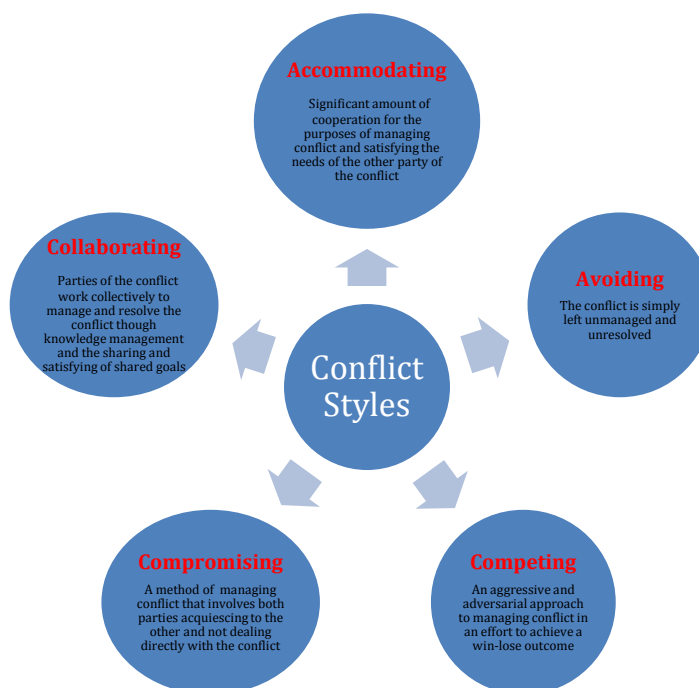 Accommodating
Significant amount of
cooperation for the
purposes of managing
conflict and satisfying the
needs of the other party of
the conflict
Avoiding
The conflict is simply
left unmanaged and
unresolved
Competing
An aggressive and
adversarial approach
to managing conflict in
an effort to achieve a
win-lose outcome
Compromising
A method of managing
conflict that involves both
parties acquiescing to the
other and not dealing
directly with the conflict
Collaborating
Parties of the conflict
work collectively to
manage and resolve the
conflict though
knowledge management
and the sharing and
satisfying of shared goals
Conflict
Styles